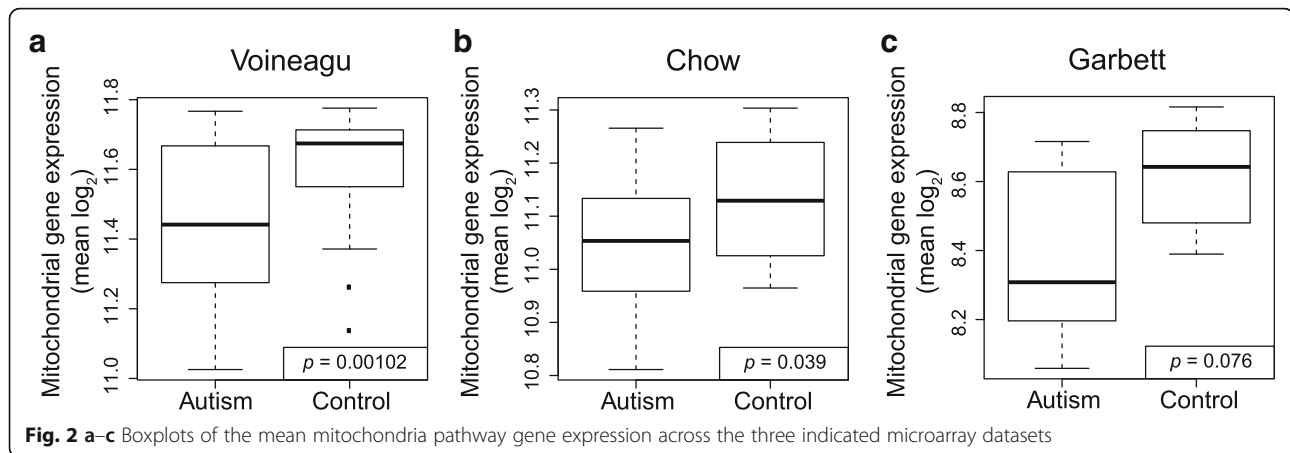 a
Voineagu
Mitochondrial gene expression
(mean log2)
11.8
11.6
11.4
11.2
11.0
p = 0.00102
Autism
Control
b
Chow
Mitochondrial gene expression
(mean log2)
11.3
11.2
11.1
11.0
10.9
10.8
p = 0.039
Autism
Control
c
Garbett
Mitochondrial gene expression
(mean log2)
8.8
8.6
8.4
8.2
p = 0.076
Autism
Control
Fig. 2 a–c Boxplots of the mean mitochondria pathway gene expression across the three indicated microarray datasets